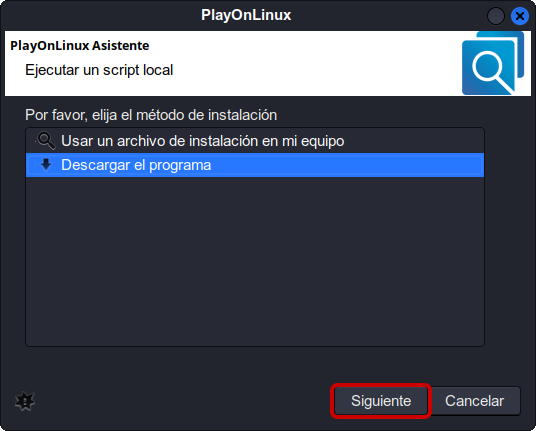 PlayOnLinux
PlayOnLinux Asistente
Ejecutar un script local
Por favor, elija el método de instalación
Usar un archivo de instalación en mi equipo
Descargar el programa
Siguiente
Cancelar